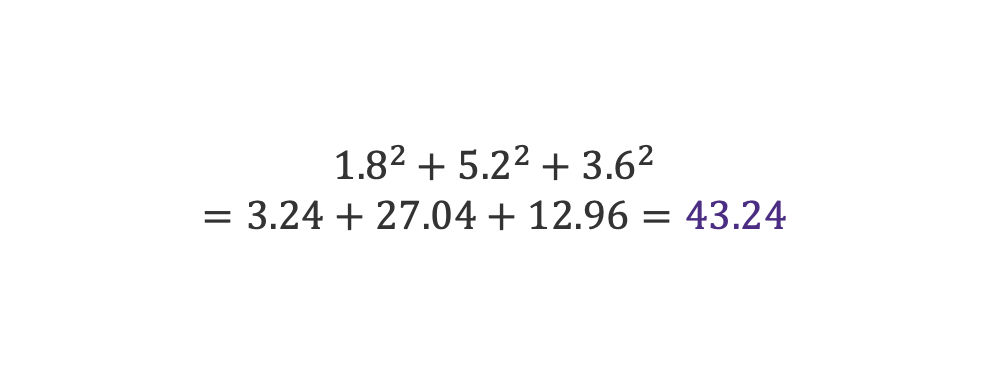 1.8² + 5.2² + 3.6²
= 3.24 + 27.04 + 12.96 = 43.24